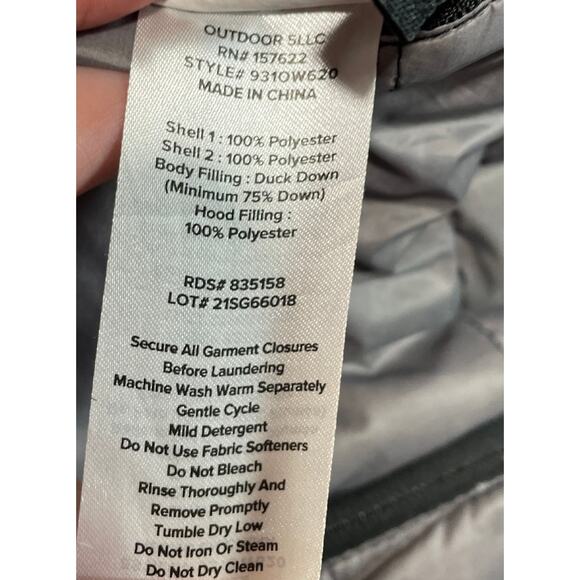 OUTDOOR 5LLC
RN# 157622
STYLE# 9310W620
MADE IN CHINA
Shell 1 : 100% Polyester
Shell 2 : 100% Polyester
Body Filling : Duck Down
(Minimum 75% Down)
Hood Filling :
100% Polyester
RDS# 835158
LOT# 21SG66018
Secure All Garment Closures
Before Laundering
Machine Wash Warm Separately
Gentle Cycle
Mild Detergent
Do Not Use Fabric Softeners
Do Not Bleach
Rinse Thoroughly And
Remove Promptly
Tumble Dry Low
Do Not Iron Or Steam
Do Not Dry Clean